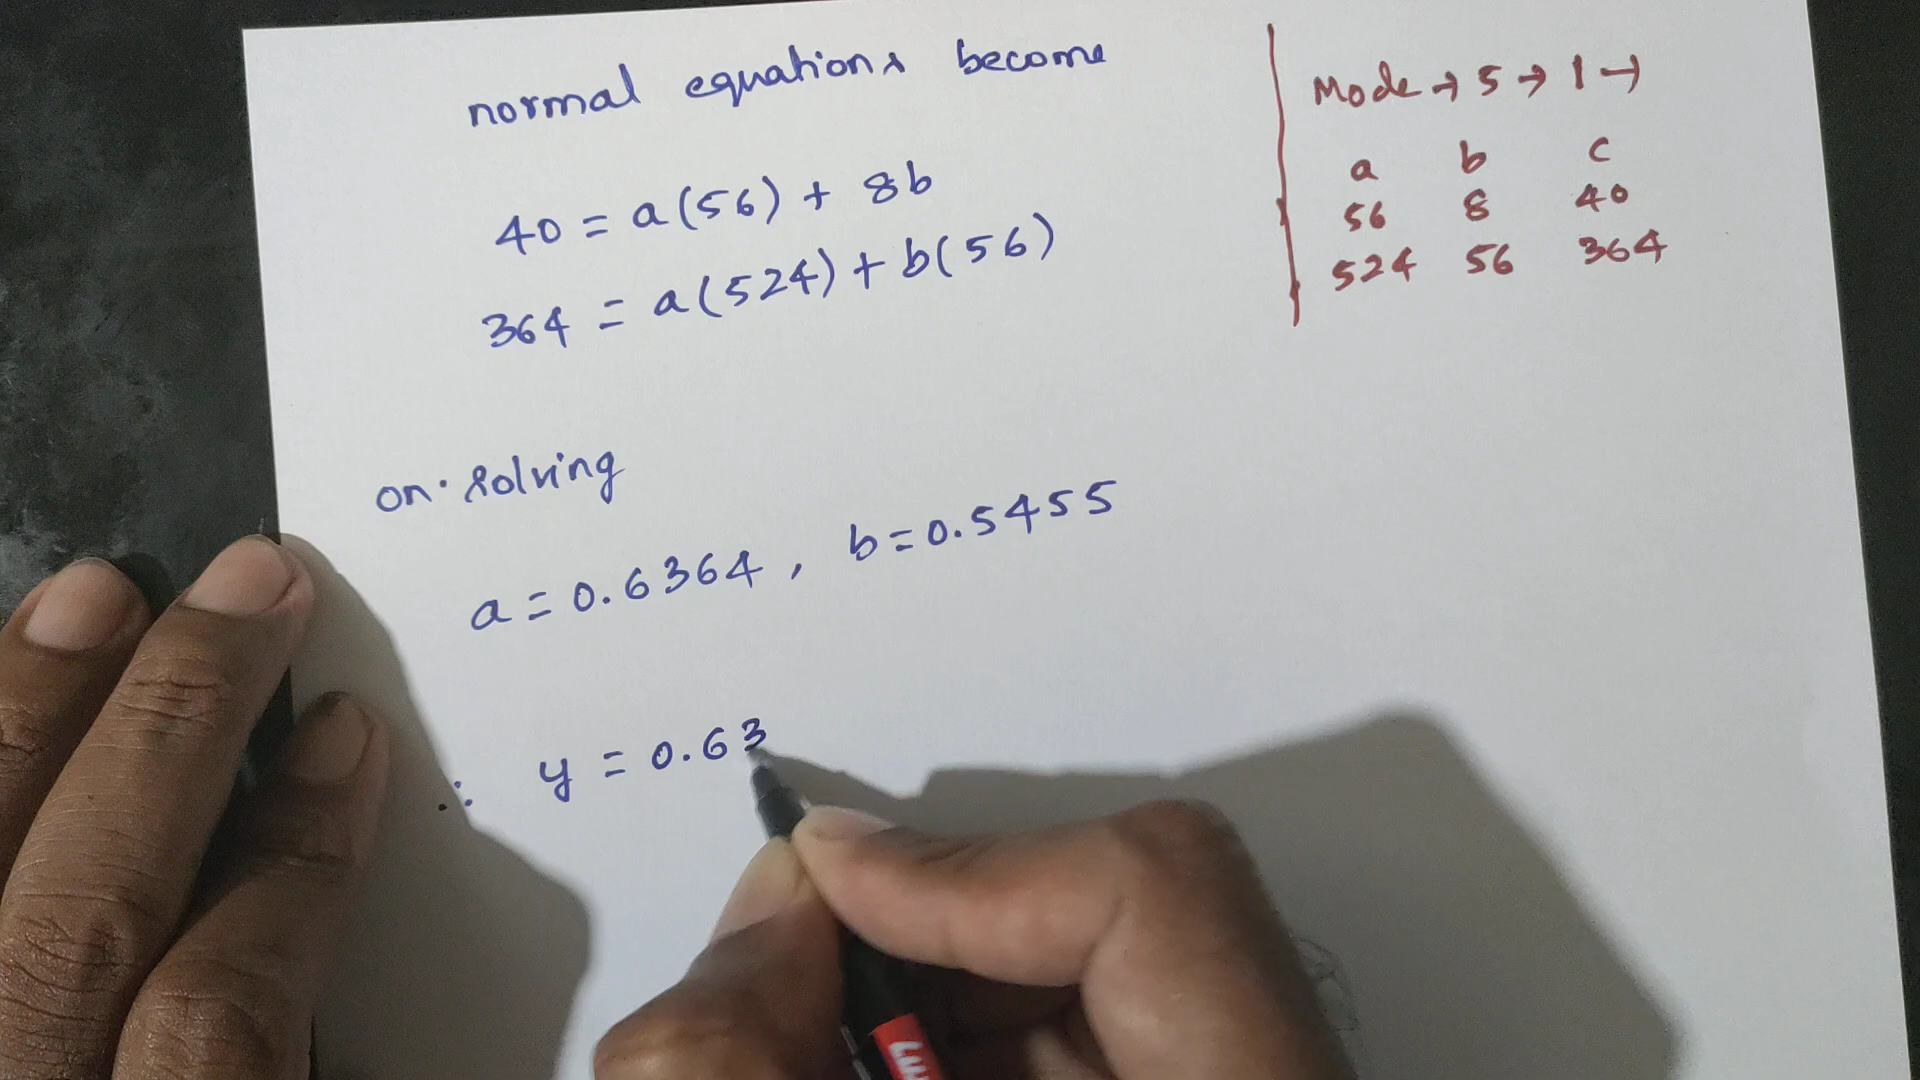 normal equations become
40 = a(56) + 8b
364 = a(524) + b(56)
on solving
a = 0.6364 , b = 0.5455
∴ y = 0.63
Mode → 5 → 1 →
a b c
56 8 40
524 56 364